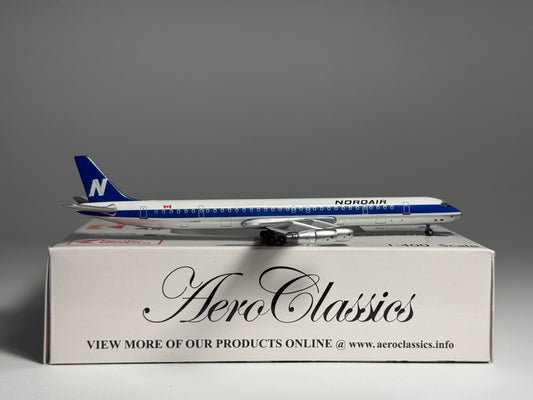 N
NORDAIR
1:400 Scale
AeroClassics
VIEW MORE OF OUR PRODUCTS ONLINE @ www.aeroclassics.info